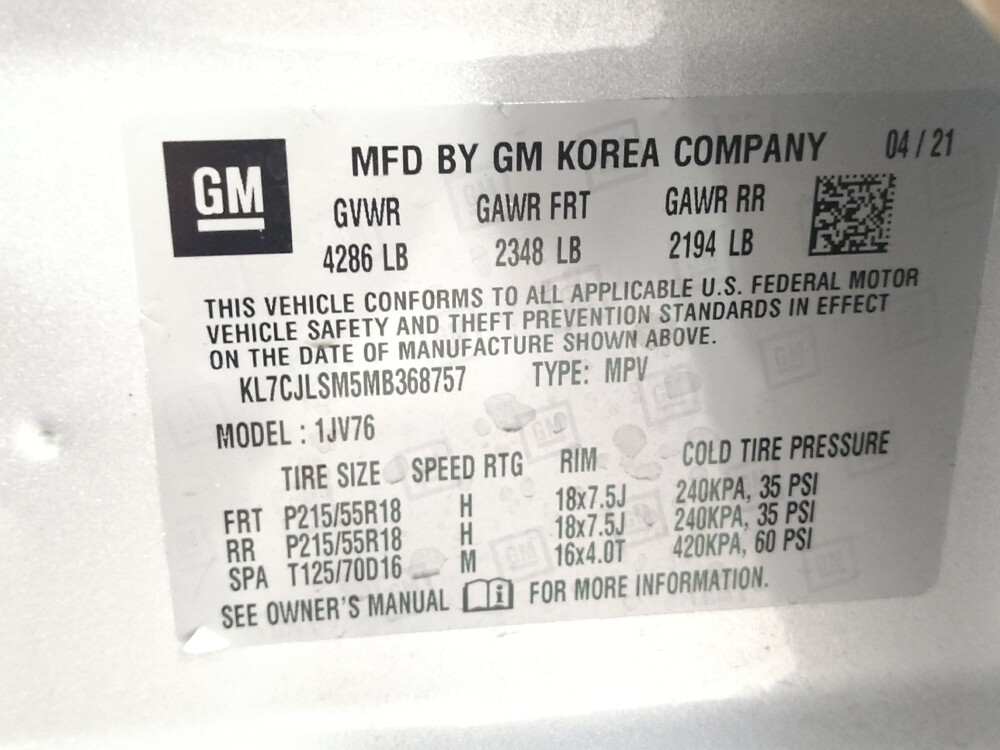 GM
MFD BY GM KOREA COMPANY 04 / 21
GVWR GAWR FRT GAWR RR
4286 LB 2348 LB 2194 LB
THIS VEHICLE CONFORMS TO ALL APPLICABLE U.S. FEDERAL MOTOR
VEHICLE SAFETY AND THEFT PREVENTION STANDARDS IN EFFECT
ON THE DATE OF MANUFACTURE SHOWN ABOVE.
KL7CJLSM5MB368757 TYPE: MPV
MODEL : 1JV76
TIRE SIZE SPEED RTG RIM COLD TIRE PRESSURE
FRT P215/55R18 H 18x7.5J 240KPA, 35 PSI
RR P215/55R18 H 18x7.5J 240KPA, 35 PSI
SPA T125/70D16 M 16x4.0T 420KPA, 60 PSI
SEE OWNER'S MANUAL i FOR MORE INFORMATION.